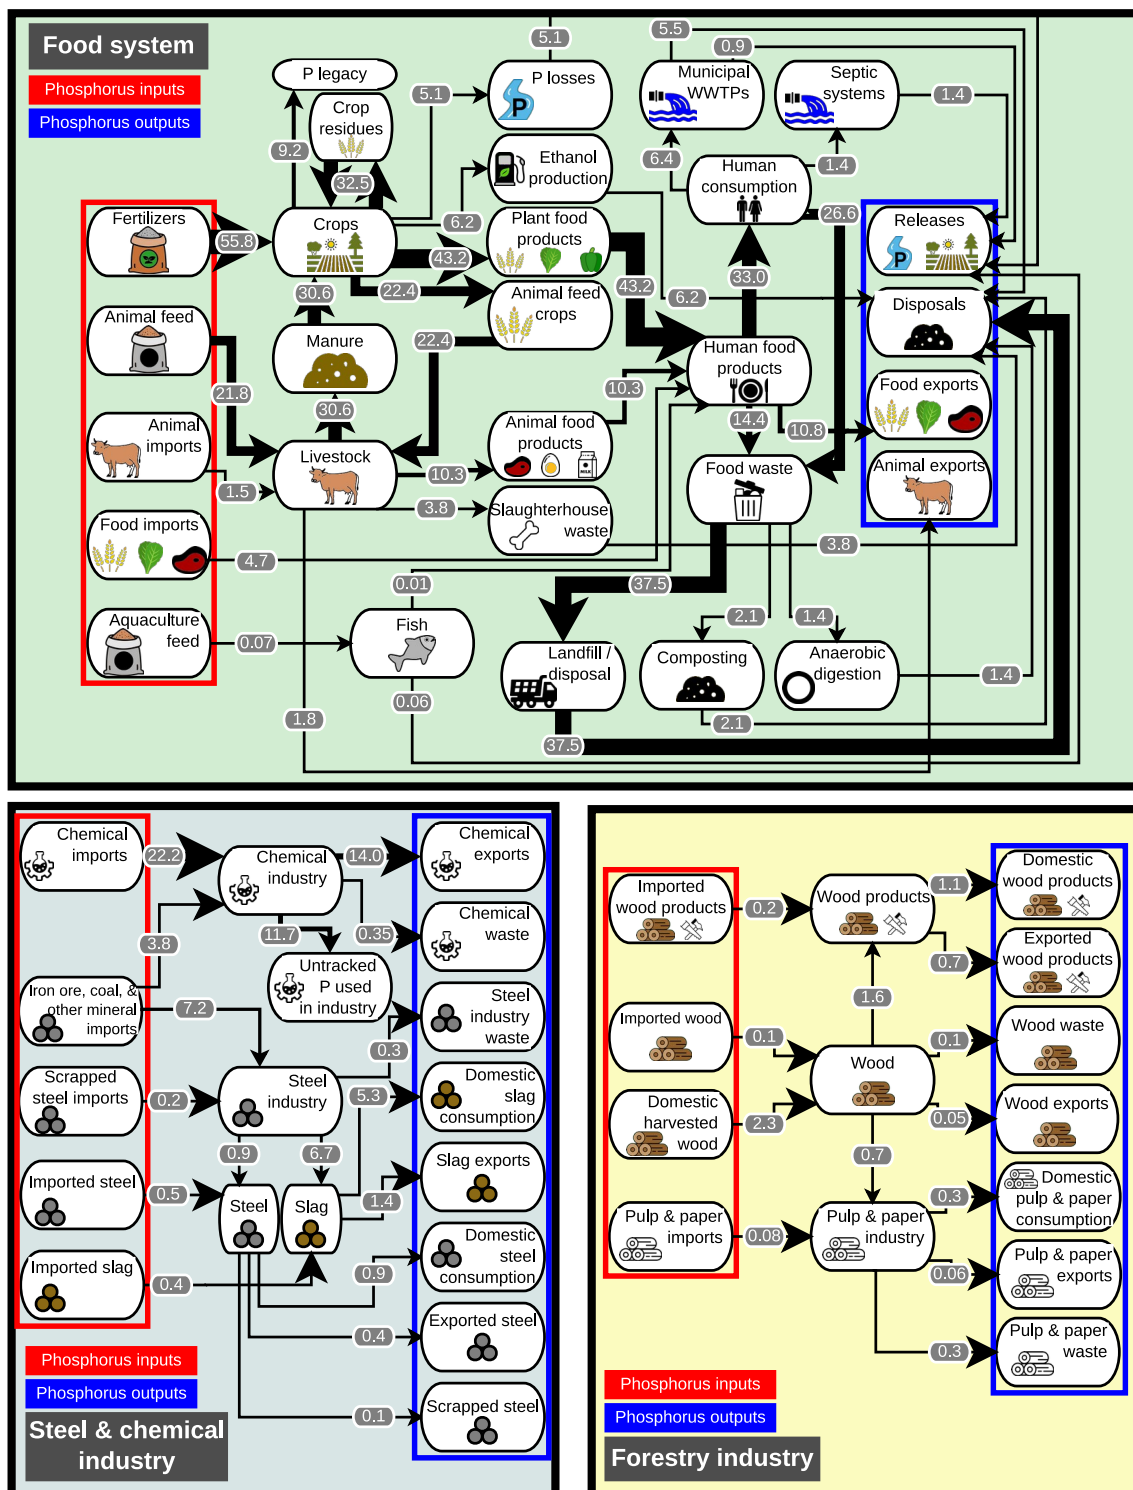 Food system
Phosphorus inputs
Phosphorus outputs
P legacy
Crop
residues
9.2
32.5
5.1
5.1
P losses
P
Ethanol
production
6.2
5.5
0.9
Municipal
WWTPs
Septic
systems
1.4
6.4
1.4
Human
consumption
26.6
Fertilizers
55.8
Crops
43.2
Plant food
products
22.4
Animal feed
crops
43.2
33.0
6.2
Releases
P
Disposals
Animal feed
21.8
30.6
Manure
30.6
22.4
Human food
products
10.3
14.4
10.8
Food exports
Animal
imports
1.5
Livestock
10.3
Animal food
products
MILK
Food waste
Animal exports
3.8
Slaughterhouse
waste
3.8
Food imports
4.7
37.5
0.01
Aquaculture
feed
0.07
Fish
0.06
2.1
1.4
Landfill /
disposal
Composting
Anaerobic
digestion
1.4
1.8
37.5
2.1
Chemical
imports
22.2
Chemical
industry
14.0
Chemical
exports
3.8
11.7
0.35
Chemical
waste
Iron ore, coal, &
other mineral
imports
7.2
Untracked
P used
in industry
0.3
Steel
industry
waste
Scrapped
steel imports
0.2
Steel
industry
5.3
Domestic
slag
consumption
0.9
6.7
Imported steel
0.5
Steel
Slag
1.4
Slag exports
Imported slag
0.4
0.9
Domestic
steel
consumption
0.4
Exported steel
0.1
Scrapped steel
Phosphorus inputs
Phosphorus outputs
Steel & chemical
industry
Imported
wood products
0.2
Wood products
1.1
Domestic
wood products
0.7
Exported
wood products
1.6
Imported wood
0.1
Wood
0.1
Wood waste
Domestic
harvested
wood
2.3
0.05
Wood exports
0.7
Pulp & paper
imports
0.08
Pulp & paper
industry
0.3
Domestic
pulp & paper
consumption
0.06
Pulp & paper
exports
0.3
Pulp & paper
waste
Phosphorus inputs
Phosphorus outputs
Forestry industry